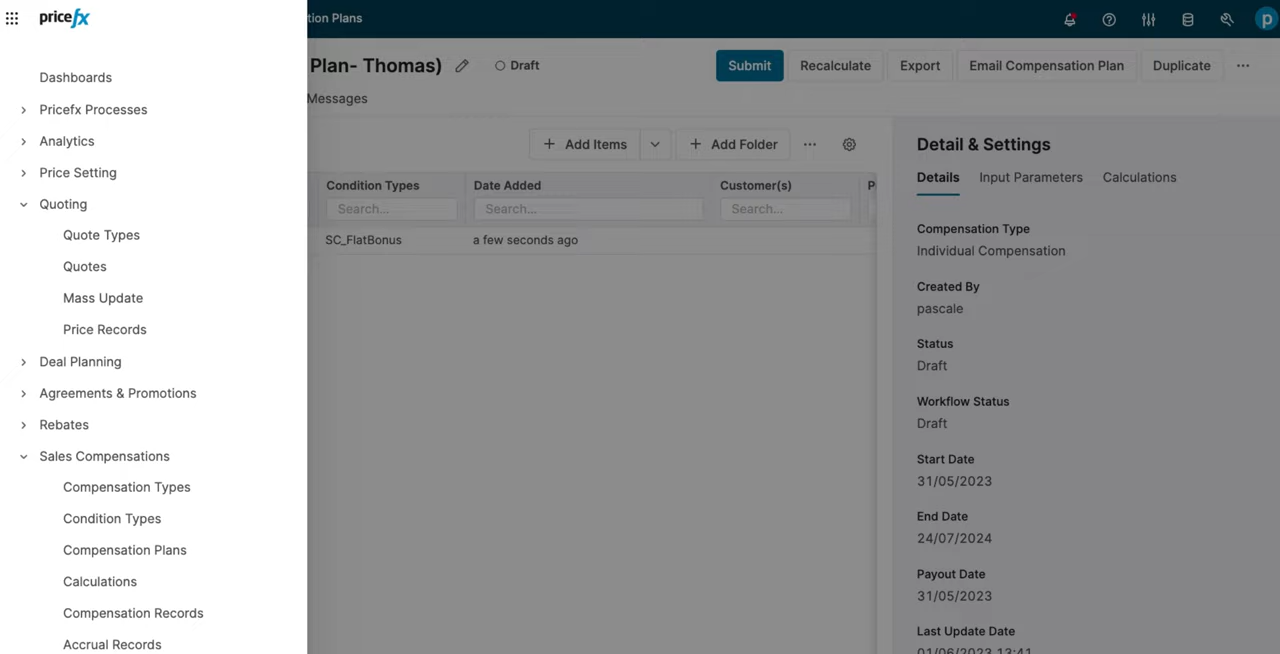 pricefx
tion Plans
p
Dashboards
Pricefx Processes
Analytics
Price Setting
Quoting
Quote Types
Quotes
Mass Update
Price Records
Deal Planning
Agreements & Promotions
Rebates
Sales Compensations
Compensation Types
Condition Types
Compensation Plans
Calculations
Compensation Records
Accrual Records
Plan- Thomas)
Draft
Submit
Recalculate
Export
Email Compensation Plan
Duplicate
Messages
Add Items
Add Folder
Condition Types
Date Added
Customer(s)
P
Search...
Search...
Search...
SC_FlatBonus
a few seconds ago
Detail & Settings
Details
Input Parameters
Calculations
Compensation Type
Individual Compensation
Created By
pascale
Status
Draft
Workflow Status
Draft
Start Date
31/05/2023
End Date
24/07/2024
Payout Date
31/05/2023
Last Update Date
01/06/2023 13:41